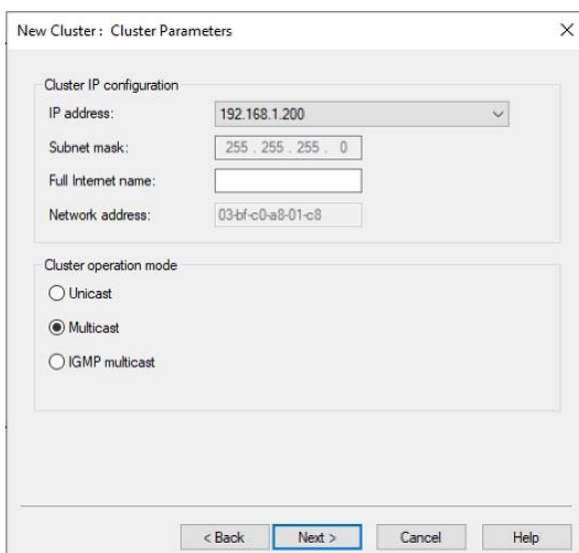 New Cluster : Cluster Parameters
Cluster IP configuration
IP address: 192.168.1.200
Subnet mask: 255 . 255 . 255 . 0
Full Internet name:
Network address: 03-bf-c0-a8-01-c8
Cluster operation mode
Unicast
Multicast
IGMP multicast
< Back Next > Cancel Help